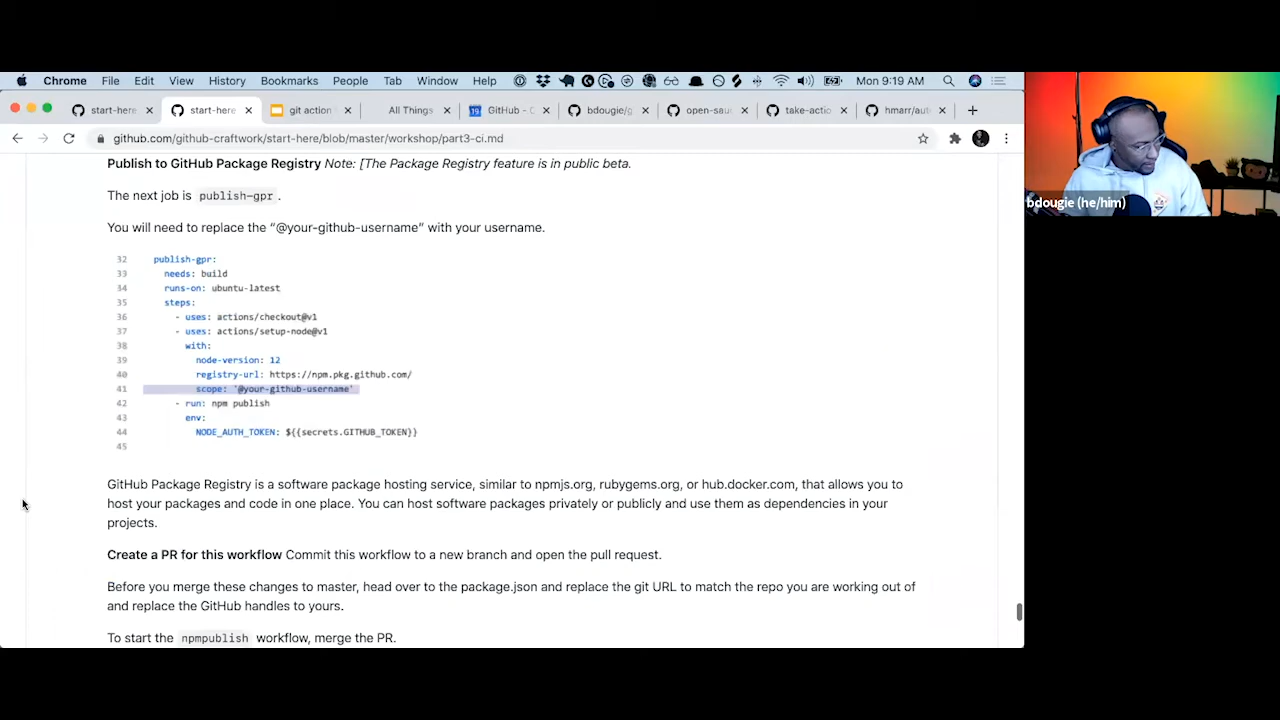 Chrome File Edit View History Bookmarks People Tab Window Help Mon 9:19 AM
start-here × start-here × git action × All Things × GitHub - C × bdougie/g × open-sau × take-actio × hmarr/aut × +
github.com/github-craftwork/start-here/blob/master/workshop/part3-ci.md
bdougie (he/him)
Publish to GitHub Package Registry Note: [The Package Registry feature is in public beta.
The next job is publish-gpr.
You will need to replace the “@your-github-username” with your username.
32 publish-gpr:
33 needs: build
34 runs-on: ubuntu-latest
35 steps:
36 - uses: actions/checkout@v1
37 - uses: actions/setup-node@v1
38 with:
39 node-version: 12
40 registry-url: https://npm.pkg.github.com/
41 scope: '@your-github-username'
42 - run: npm publish
43 env:
44 NODE_AUTH_TOKEN: ${{secrets.GITHUB_TOKEN}}
45
GitHub Package Registry is a software package hosting service, similar to npmjs.org, rubygems.org, or hub.docker.com, that allows you to
host your packages and code in one place. You can host software packages privately or publicly and use them as dependencies in your
projects.
Create a PR for this workflow Commit this workflow to a new branch and open the pull request.
Before you merge these changes to master, head over to the package.json and replace the git URL to match the repo you are working out of
and replace the GitHub handles to yours.
To start the npmpublish workflow, merge the PR.